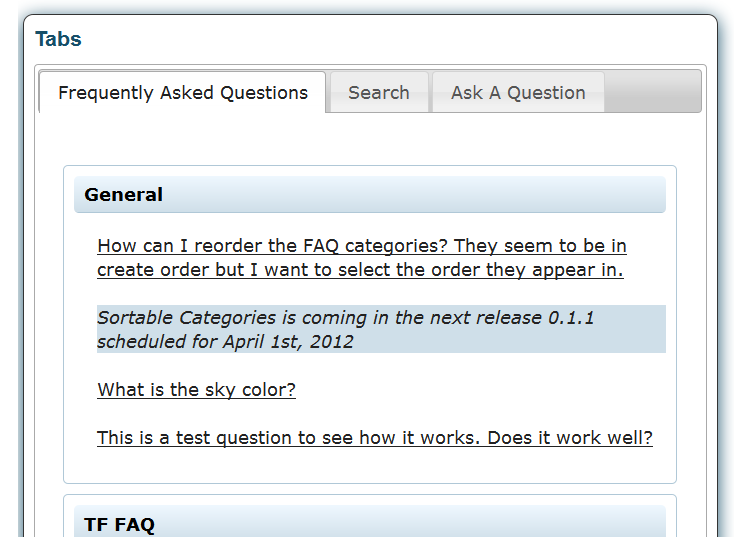 Tabs
Frequently Asked Questions
Search
Ask A Question
General
How can I reorder the FAQ categories? They seem to be in
create order but I want to select the order they appear in.
Sortable Categories is coming in the next release 0.1.1
scheduled for April 1st, 2012
What is the sky color?
This is a test question to see how it works. Does it work well?
TF FAQ